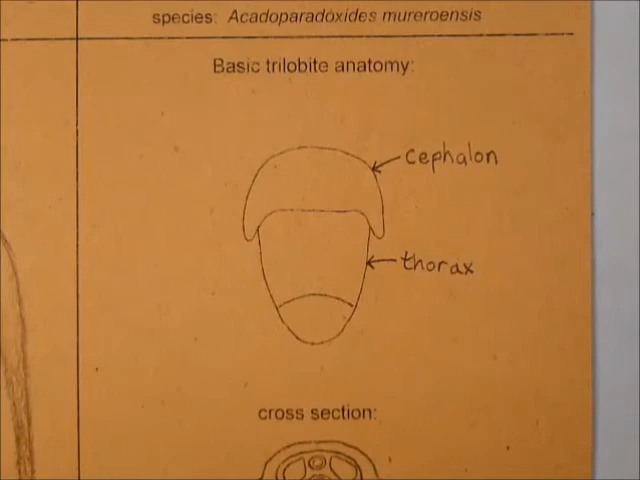 species: Acadoparadoxides mureroensis
Basic trilobite anatomy:
cephalon
thorax
cross section: